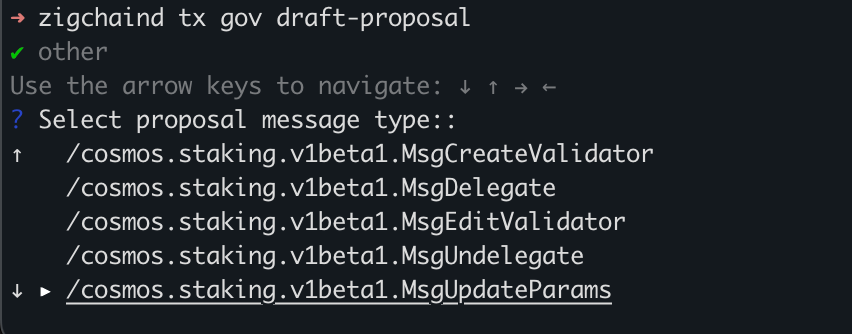 ➜ zigchaind tx gov draft-proposal
✔ other
Use the arrow keys to navigate: ↓ ↑ → ←
? Select proposal message type::
↑   /cosmos.staking.v1beta1.MsgCreateValidator
    /cosmos.staking.v1beta1.MsgDelegate
    /cosmos.staking.v1beta1.MsgEditValidator
    /cosmos.staking.v1beta1.MsgUndelegate
↓ ▸ /cosmos.staking.v1beta1.MsgUpdateParams